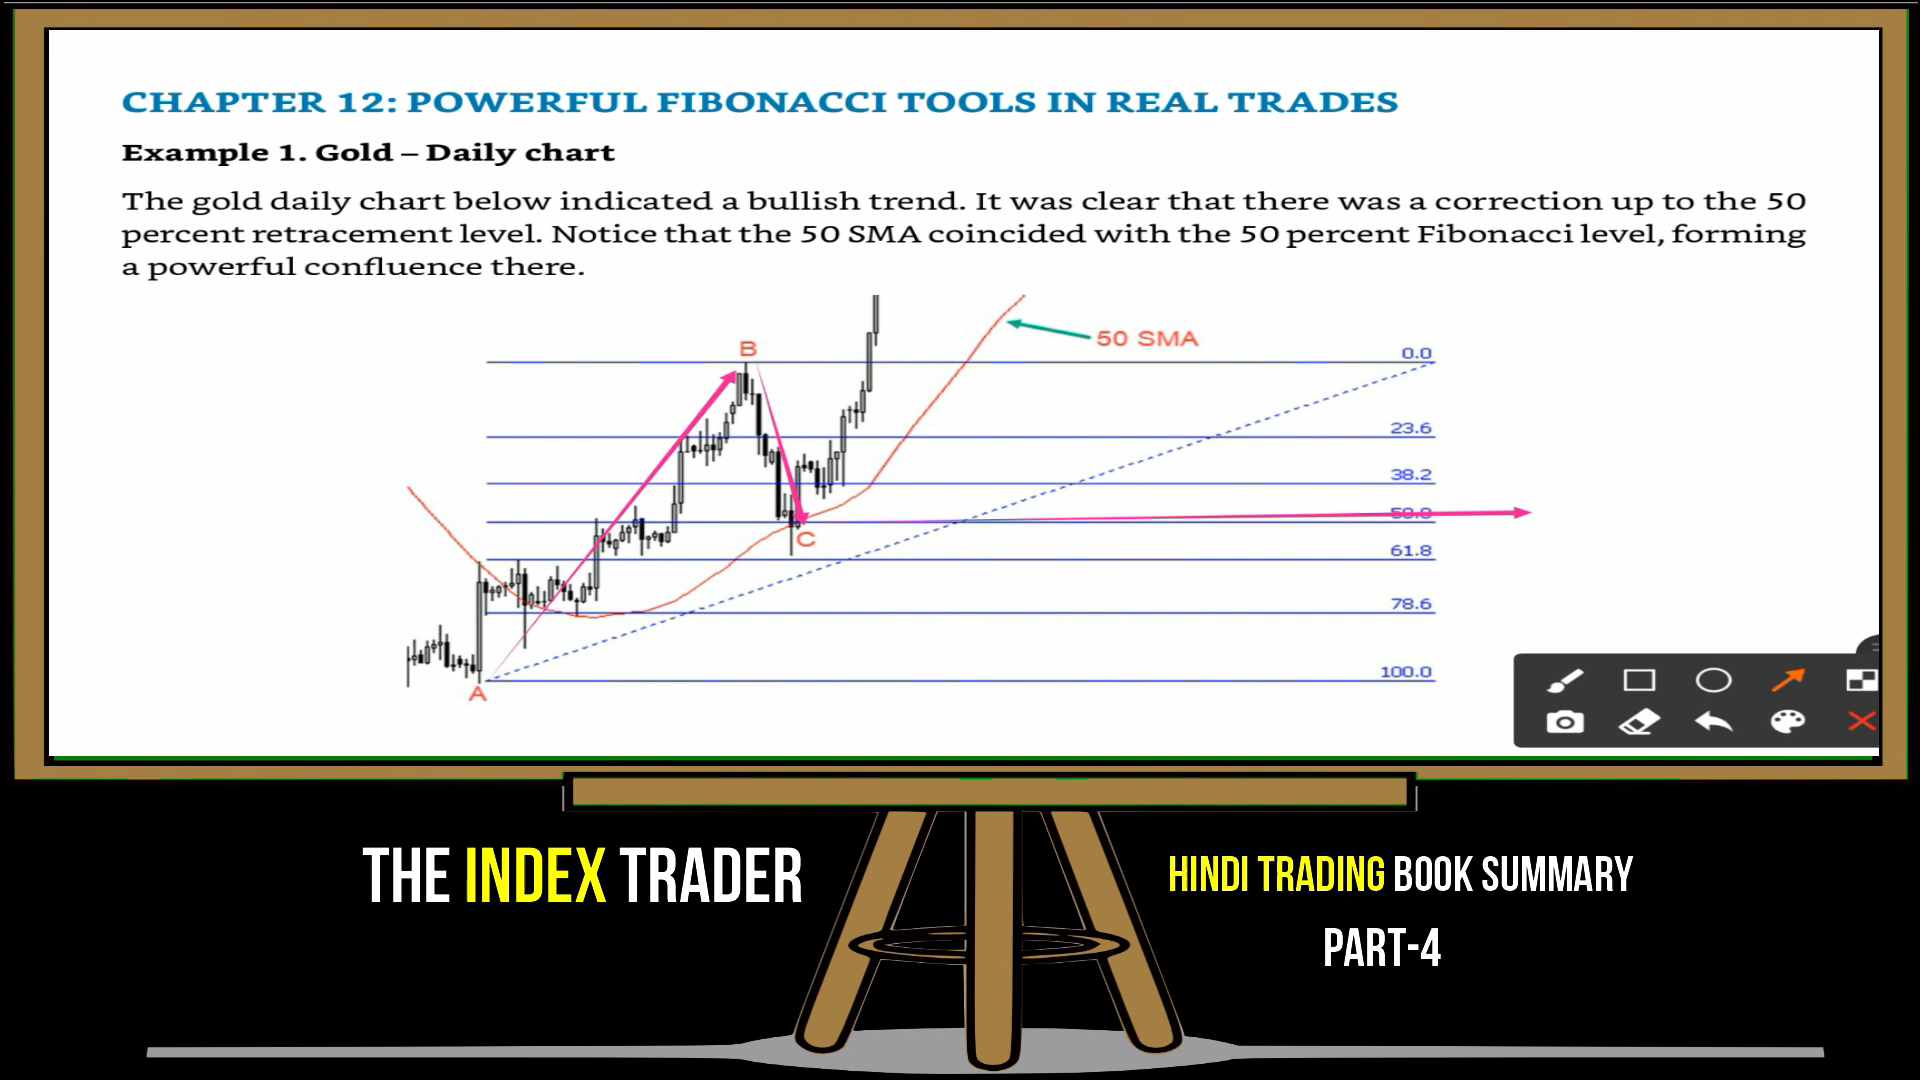 CHAPTER 12: POWERFUL FIBONACCI TOOLS IN REAL TRADES
Example 1. Gold – Daily chart
The gold daily chart below indicated a bullish trend. It was clear that there was a correction up to the 50
percent retracement level. Notice that the 50 SMA coincided with the 50 percent Fibonacci level, forming
a powerful confluence there.
50 SMA
B
0.0
23.6
38.2
C
61.8
78.6
100.0
A
THE INDEX TRADER
HINDI TRADING BOOK SUMMARY
PART-4